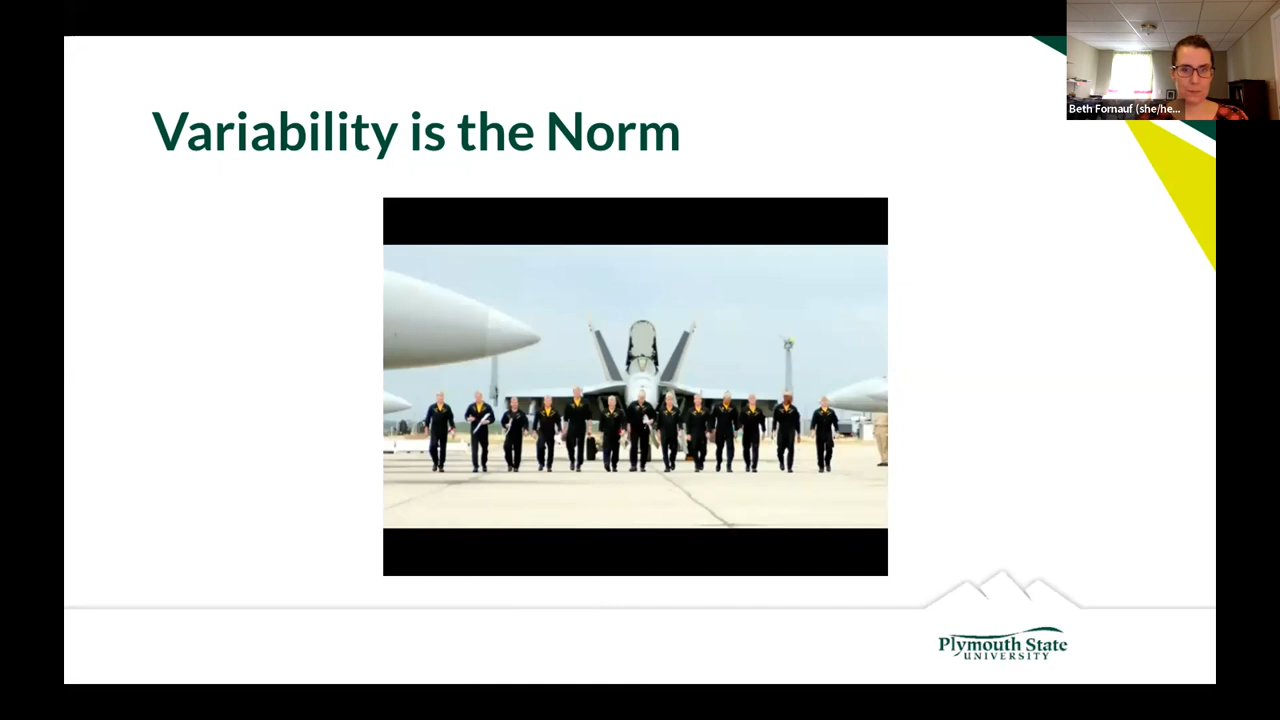 Variability is the Norm
Beth Fornauf (she/he...
Plymouth State
UNIVERSITY